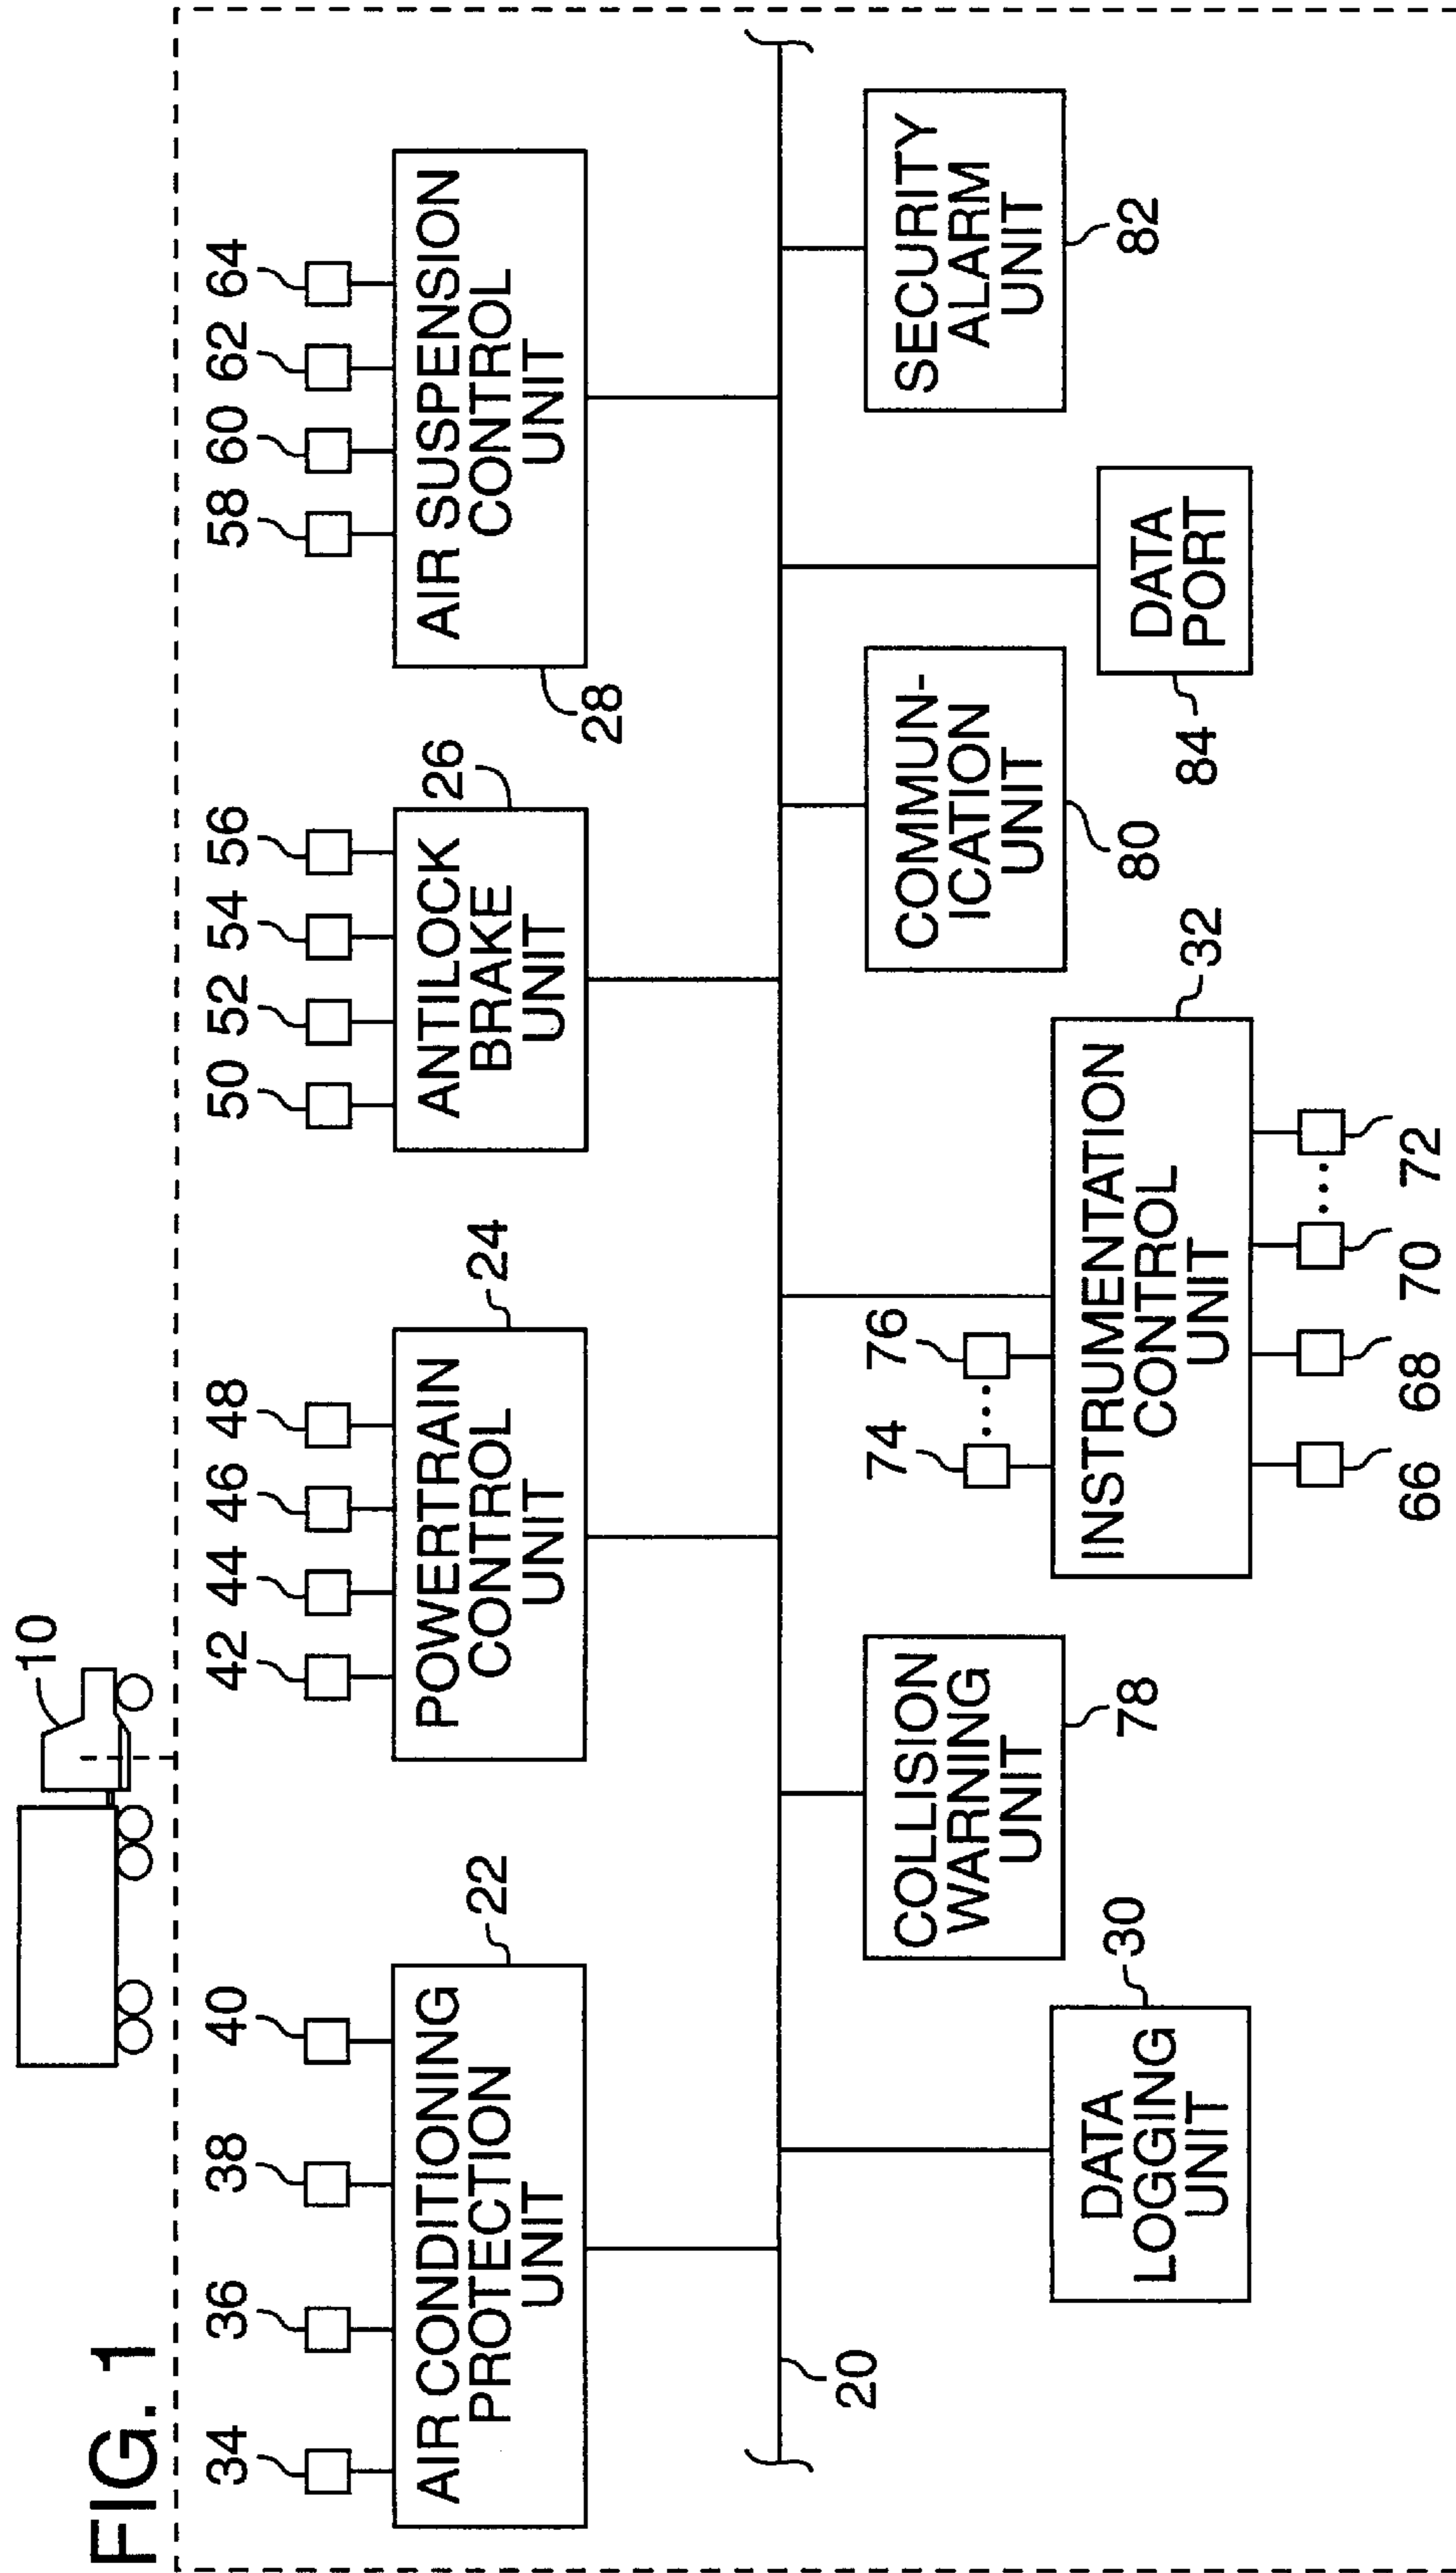 FIG. 1
10
34
36
38
40
42
44
46
48
50
52
54
56
58
60
62
64
AIR CONDITIONING
PROTECTION
UNIT
22
POWERTRAIN
CONTROL
UNIT
24
ANTILOCK
BRAKE
UNIT
26
AIR SUSPENSION
CONTROL
UNIT
28
20
DATA
LOGGING
UNIT
30
COLLISION
WARNING
UNIT
78
74
76
INSTRUMENTATION
CONTROL
UNIT
32
66
68
70
72
COMMUN-
ICATION
UNIT
80
DATA
PORT
84
SECURITY
ALARM
UNIT
82